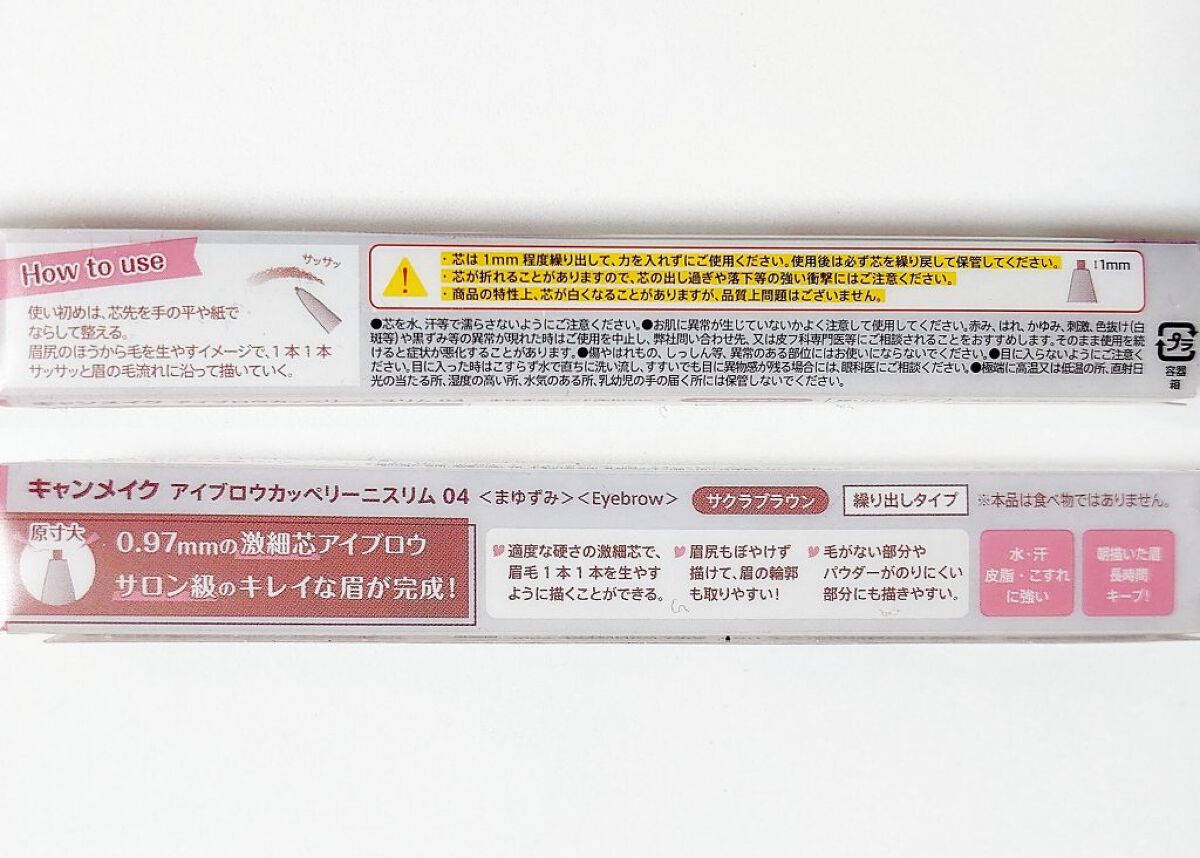 How to use
サッサッ
使い初めは、芯先を手の平や紙で
ならして整える。
眉尻のほうから毛を生やすイメージで、1本1本
サッサッと眉の毛流れに沿って描いていく。
・芯は1mm程度繰り出して、力を入れずにご使用ください。使用後は必ず芯を繰り戻して保管してください。
・芯が折れることがありますので、芯の出し過ぎや落下等の強い衝撃にはご注意ください。
・商品の特性上、芯が白くなることがありますが、品質上問題はございません。
1mm
●芯を水、汗等で濡らさないようにご注意ください。●お肌に異常が生じていないかよく注意して使用してください。赤み、はれ、かゆみ、刺激、色抜け(白
斑等)や黒ずみ等の異常が現れた時はご使用を中止し、弊社問い合わせ先、又は皮フ科専門医等にご相談されることをおすすめします。そのまま使用を続
けると症状が悪化することがあります。●傷やはれもの、しっしん等、異常のある部位にはお使いにならないでください。●目に入らないようにご注意く
ださい。目に入った時はこすらず水で直ちに洗い流し、すすいでも目に異物感が残る場合には、眼科医にご相談ください。●極端に高温又は低温の所、直射日
光の当たる所、湿度の高い所、水気のある所、乳幼児の手の届く所には保管しないでください。
プラ
容器
箱
キャンメイク アイブロウカッペリーニスリム 04 <まゆずみ><Eyebrow> サクラブラウン 繰り出しタイプ ※本品は食べ物ではありません。
原寸大
0.97mmの激細芯アイブロウ
サロン級のキレイな眉が完成!
適度な硬さの激細芯で、
眉毛1本1本を生やす
ように描くことができる。
眉尻もぼやけず
描けて、眉の輪郭
も取りやすい!
毛がない部分や
パウダーがのりにくい
部分にも描きやすい。
水・汗
皮脂・こすれ
に強い
朝描いた眉
長時間
キープ!